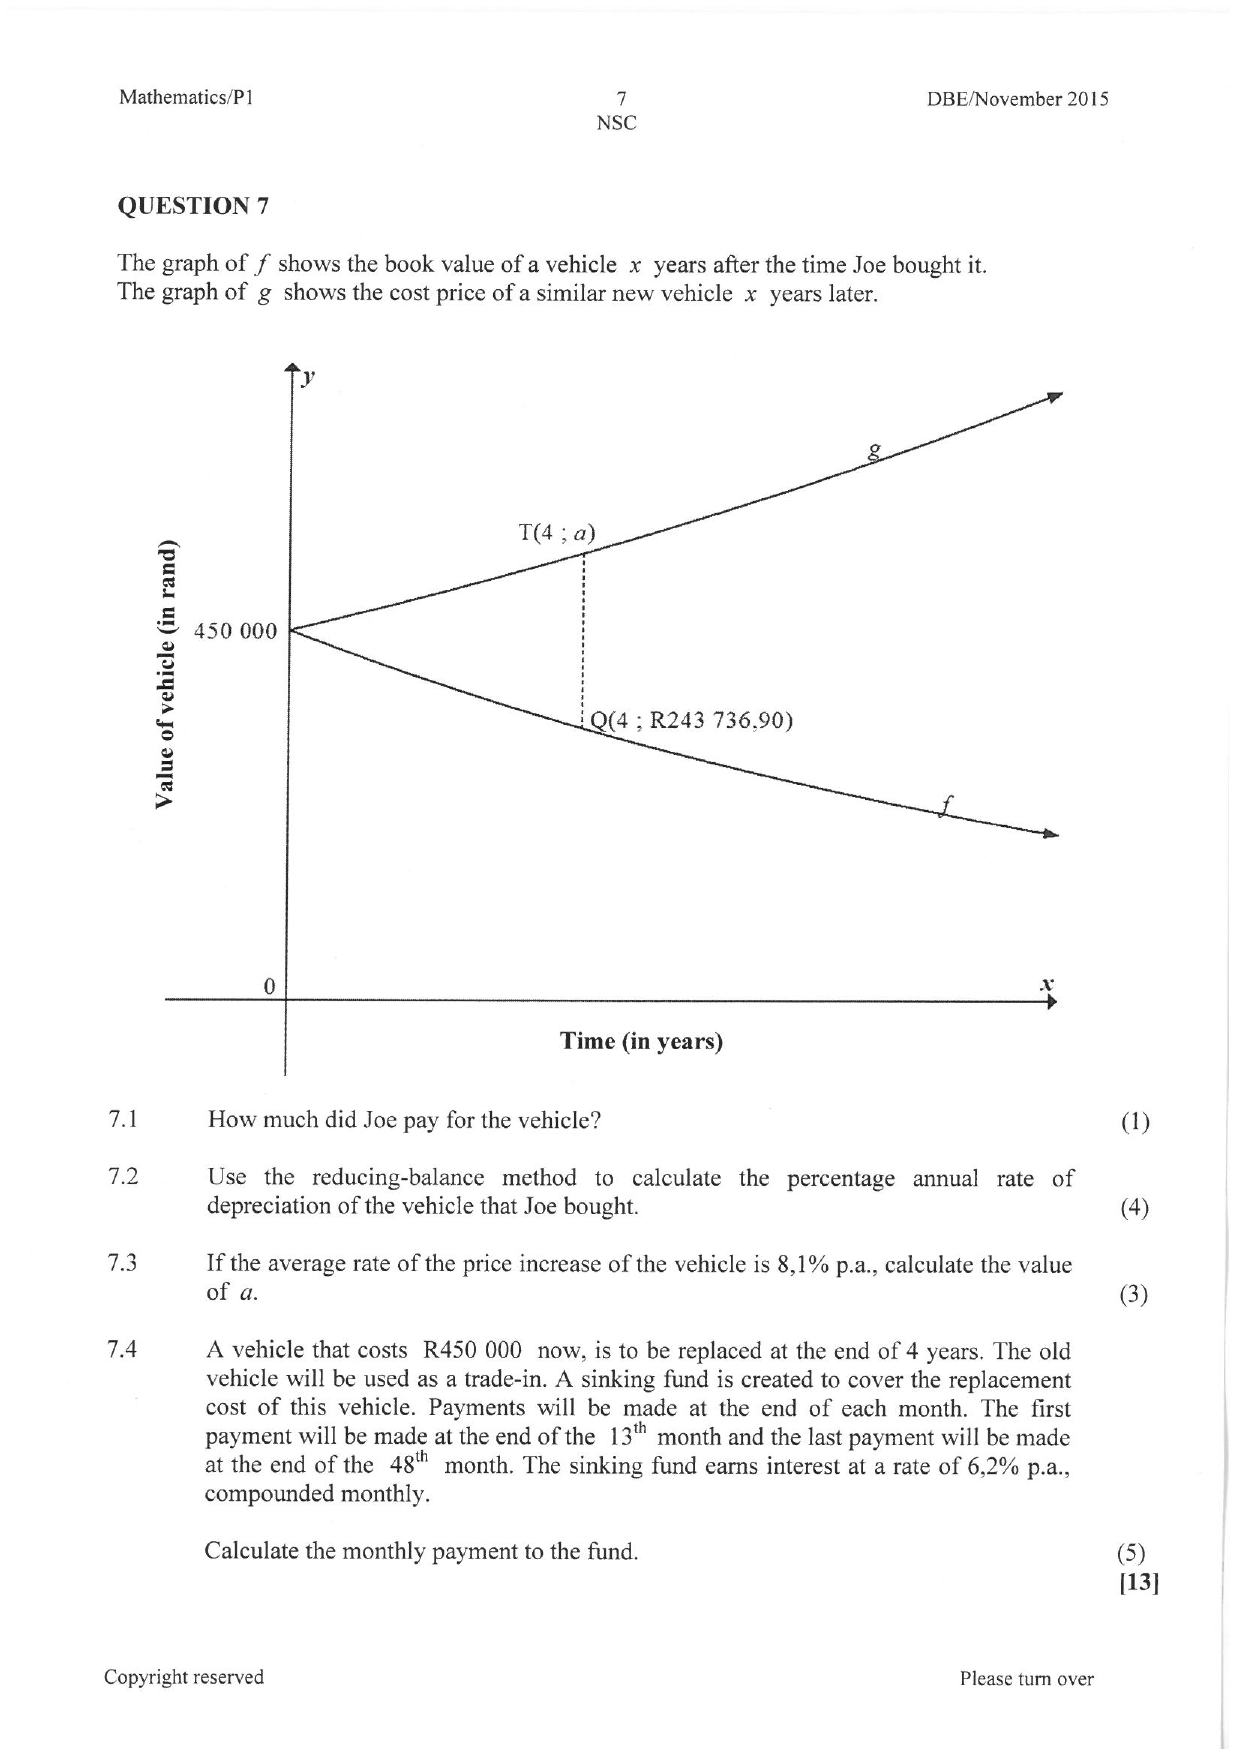 Mathematics/P1 7 DBE/November 2015
NSC
QUESTION 7
The graph of f shows the book value of a vehicle x years after the time Joe bought it.
The graph of g shows the cost price of a similar new vehicle x years later.
y
g
T(4 ; a)
Value of vehicle (in rand)
450 000
Q(4 ; R243 736,90)
f
0
x
Time (in years)
7.1 How much did Joe pay for the vehicle? (1)
7.2 Use the reducing-balance method to calculate the percentage annual rate of
depreciation of the vehicle that Joe bought. (4)
7.3 If the average rate of the price increase of the vehicle is 8,1% p.a., calculate the value
of a. (3)
7.4 A vehicle that costs R450 000 now, is to be replaced at the end of 4 years. The old
vehicle will be used as a trade-in. A sinking fund is created to cover the replacement
cost of this vehicle. Payments will be made at the end of each month. The first
payment will be made at the end of the 13th month and the last payment will be made
at the end of the 48th month. The sinking fund earns interest at a rate of 6,2% p.a.,
compounded monthly.
Calculate the monthly payment to the fund. (5)
[13]
Copyright reserved Please turn over